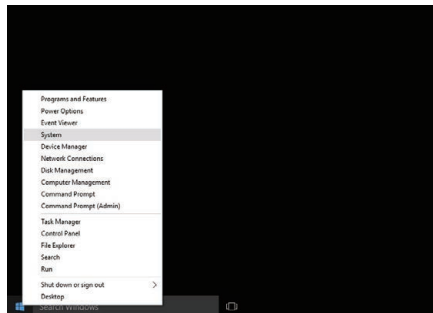 Programs and Features
Power Options
Event Viewer
System
Device Manager
Network Connections
Disk Management
Computer Management
Command Prompt
Command Prompt (Admin)
Task Manager
Control Panel
File Explorer
Search
Run
Shut down or sign out
Desktop
Search Windows